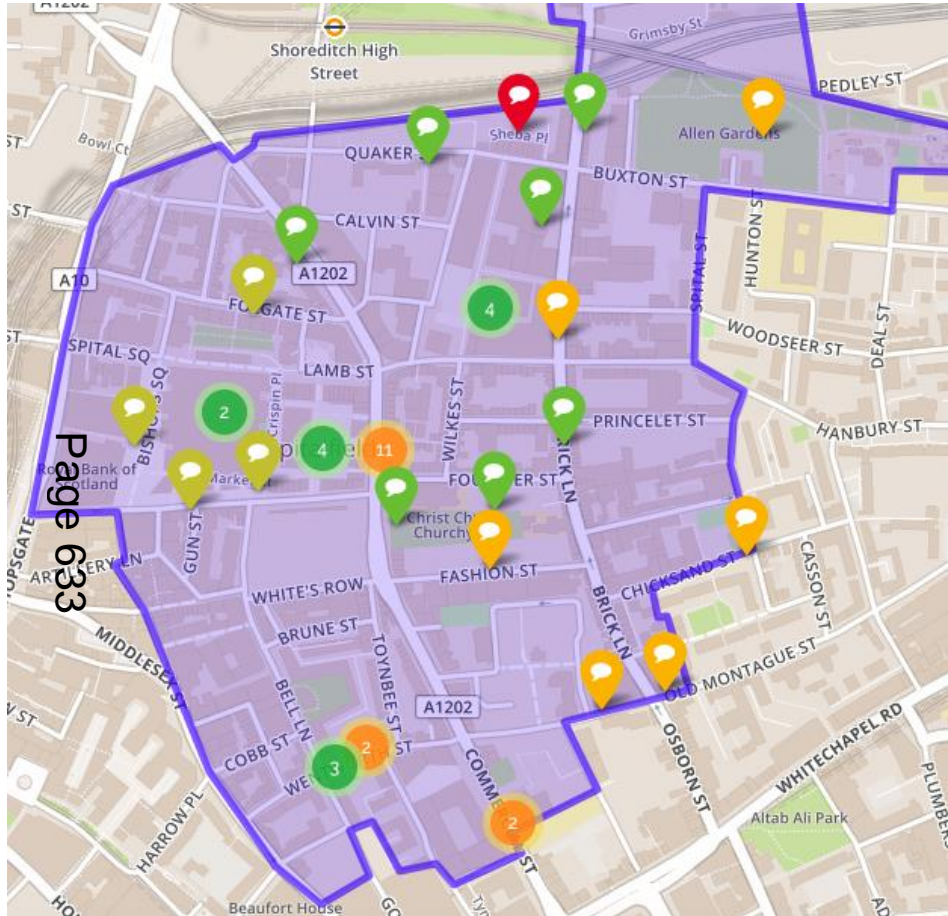 A1202
Grimsby St
Shoreditch High
Street
PEDLEY ST
Bowl Ct
Sheba Pl
Allen Gardens
QUAKER
BUXTON ST
ST
CALVIN ST
A1202
A10
HUNTON ST
SPITAL ST
FOLGATE ST
4
WOODSEER ST
DEAL ST
ST
SPITAL SQ
LAMB ST
BISHOPS SQ
Crispin Pl
WILKES ST
2
PRINCELET ST
HANBURY ST
4
11
BRICK LN
Page 633
Royal Bank of
Scotland
Market
FOURNIER ST
GUN ST
Christ Church
Churchy
ARTILLERY LN
FASHION ST
CHICKSAND ST
CASSON ST
WHITE'S ROW
BRICK LN
BRUNE ST
MIDDLESEX ST
TOYNBEE ST
OLD MONTAGUE ST
BELL LN
A1202
COBB ST
2
3
OSBORN ST
WHITECHAPEL RD
HARROW PL
2
Altab Ali Park
Beaufort House